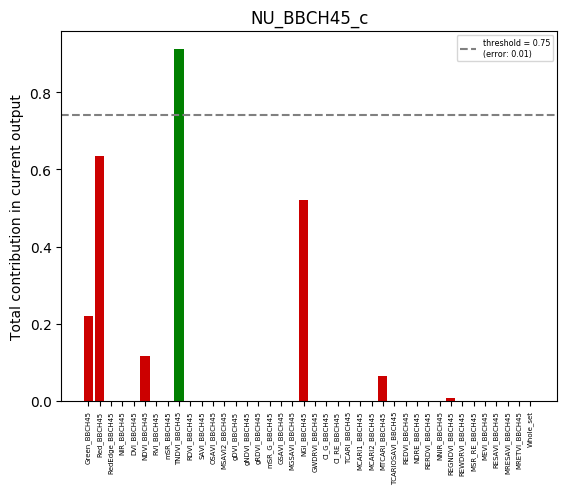 NU_BBCH45_c
threshold = 0.75
(error: 0.01)
Total contribution in current output
0.8
0.6
0.4
0.2
0.0
Green_BBCH45
Red_BBCH45
RedEdge_BBCH45
NIR_BBCH45
DVI_BBCH45
NDVI_BBCH45
RVI_BBCH45
mSR_BBCH45
TNDVI_BBCH45
RDVI_BBCH45
SAVI_BBCH45
OSAVI_BBCH45
MSAVI2_BBCH45
gDVI_BBCH45
gNDVI_BBCH45
gRDVI_BBCH45
mSR_G_BBCH45
GSAVI_BBCH45
MGSAVI_BBCH45
NGI_BBCH45
GWDRVI_BBCH45
CI_G_BBCH45
CI_RE_BBCH45
TCARI_BBCH45
MCARI1_BBCH45
MCARI2_BBCH45
MTCARI_BBCH45
TCARIOSAVI_BBCH45
REDVI_BBCH45
NDRE_BBCH45
RERDVI_BBCH45
NNIR_BBCH45
REGNDVI_BBCH45
REWDRVI_BBCH45
MSR_RE_BBCH45
MEVI_BBCH45
RESAVI_BBCH45
MRESAVI_BBCH45
MRETVI_BBCH45
Whole_set